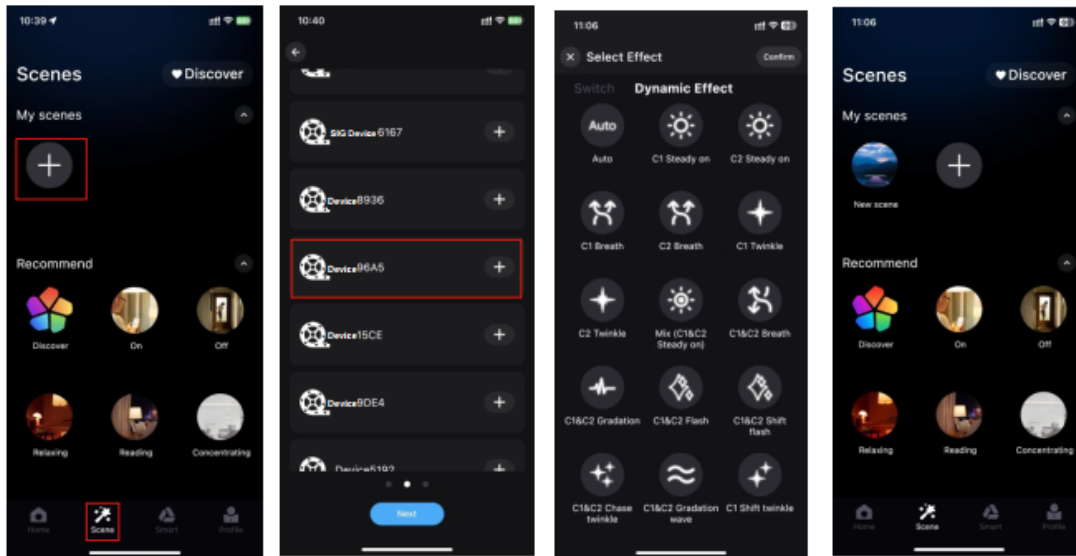 10:39
Scenes
Discover
My scenes
Recommend
Discover
On
Off
Relaxing
Reading
Concentrating
Home
Scene
Smart
Profile
10:40
SIG Device 6167
Device8936
Device96A5
Device15CE
Device9DE4
Device5192
Next
11:06
Select Effect
Confirm
Switch
Dynamic Effect
Auto
Auto
C1 Steady on
C2 Steady on
C1 Breath
C2 Breath
C1 Twinkle
C2 Twinkle
Mix (C1&C2
Steady on)
C1&C2 Breath
C1&C2 Gradation
C1&C2 Flash
C1&C2 Shift
flash
C1&C2 Chase
twinkle
C1&C2 Gradation
wave
C1 Shift twinkle
11:06
Scenes
Discover
My scenes
New scene
Recommend
Discover
On
Off
Relaxing
Reading
Concentrating
Home
Scene
Smart
Profile